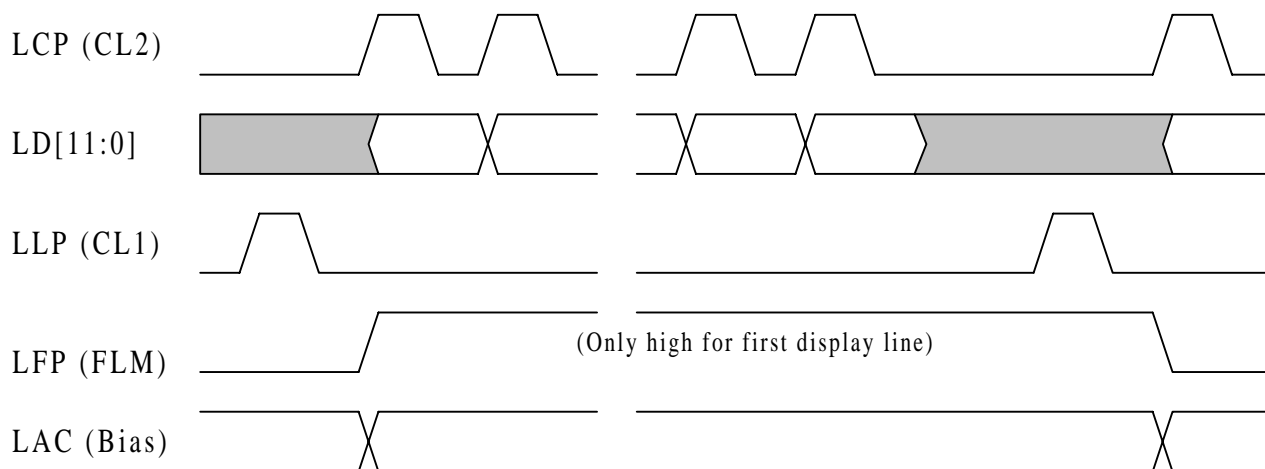 LCP (CL2)
LD[11:0]
LLP (CL1)
(Only high for first display line)
LFP (FLM)
LAC (Bias)